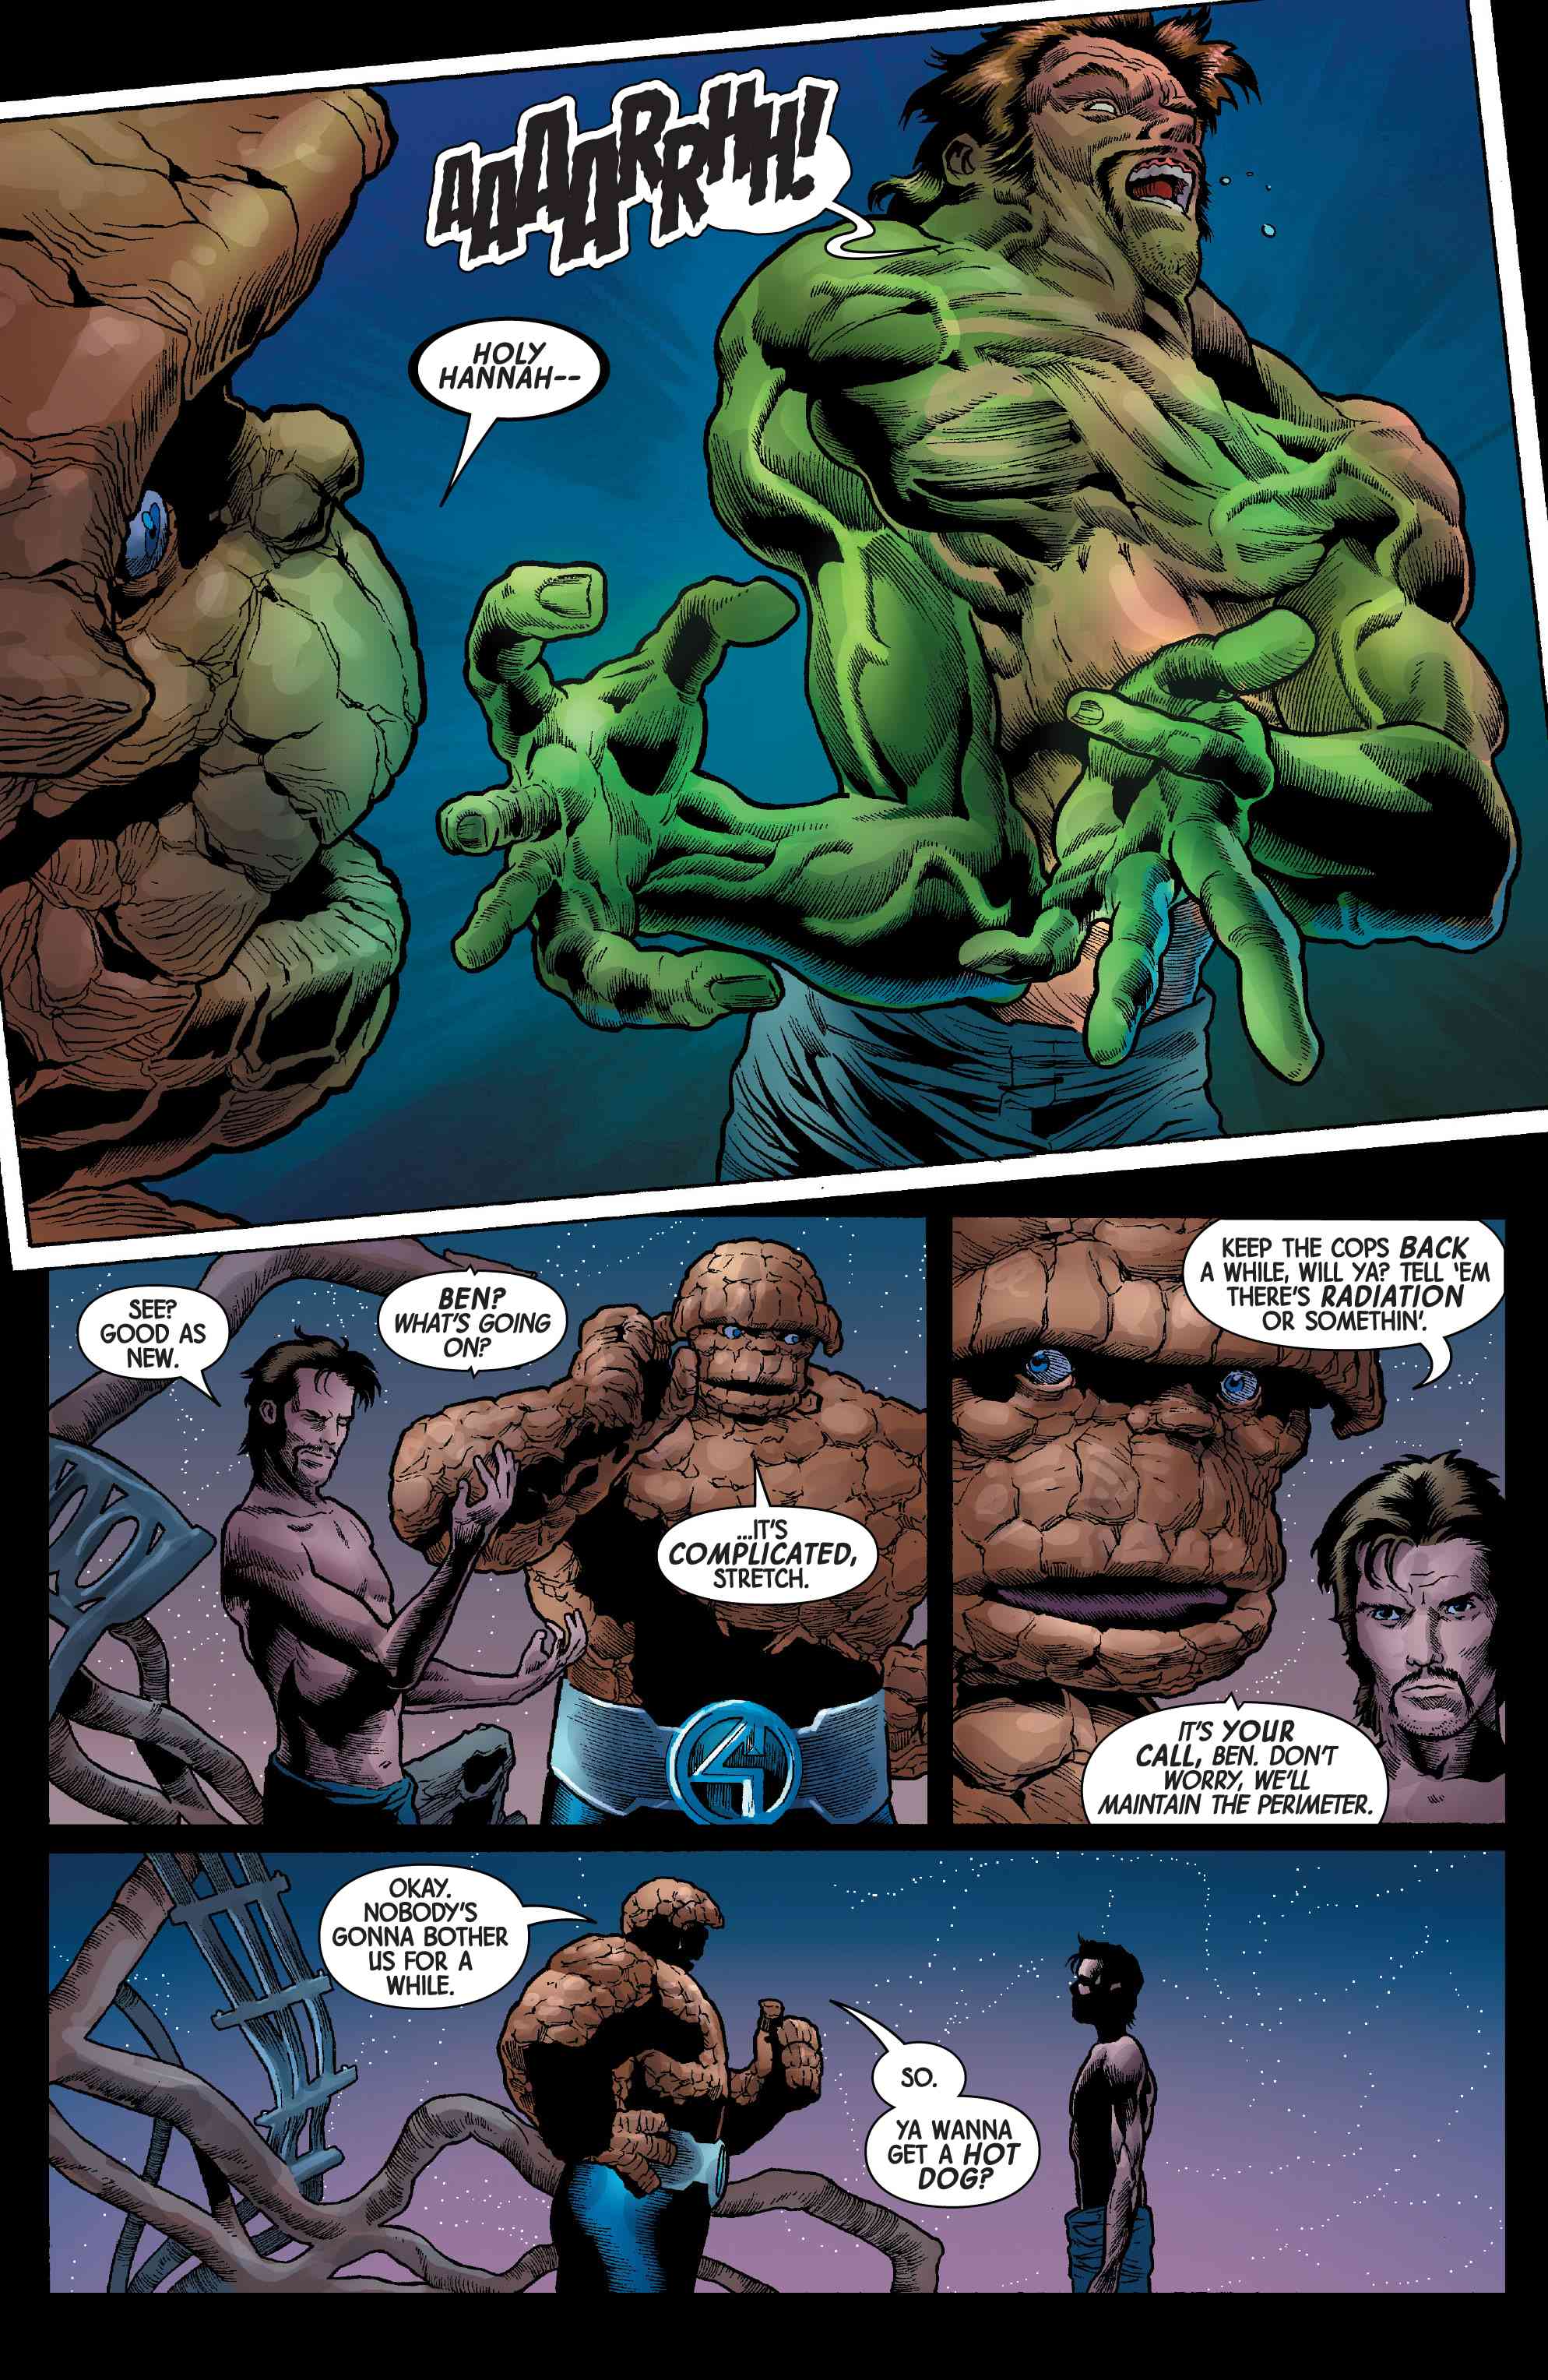 AAAARRHH!
HOLY
HANNAH--
SEE?
GOOD AS
NEW.
BEN?
WHAT'S GOING
ON?
...IT'S
COMPLICATED,
STRETCH.
KEEP THE COPS BACK
A WHILE, WILL YA? TELL 'EM
THERE'S RADIATION
OR SOMETHIN'.
IT'S YOUR
CALL, BEN. DON'T
WORRY, WE'LL
MAINTAIN THE PERIMETER.
4
OKAY.
NOBODY'S
GONNA BOTHER
US FOR A
WHILE.
SO.
YA WANNA
GET A HOT
DOG?